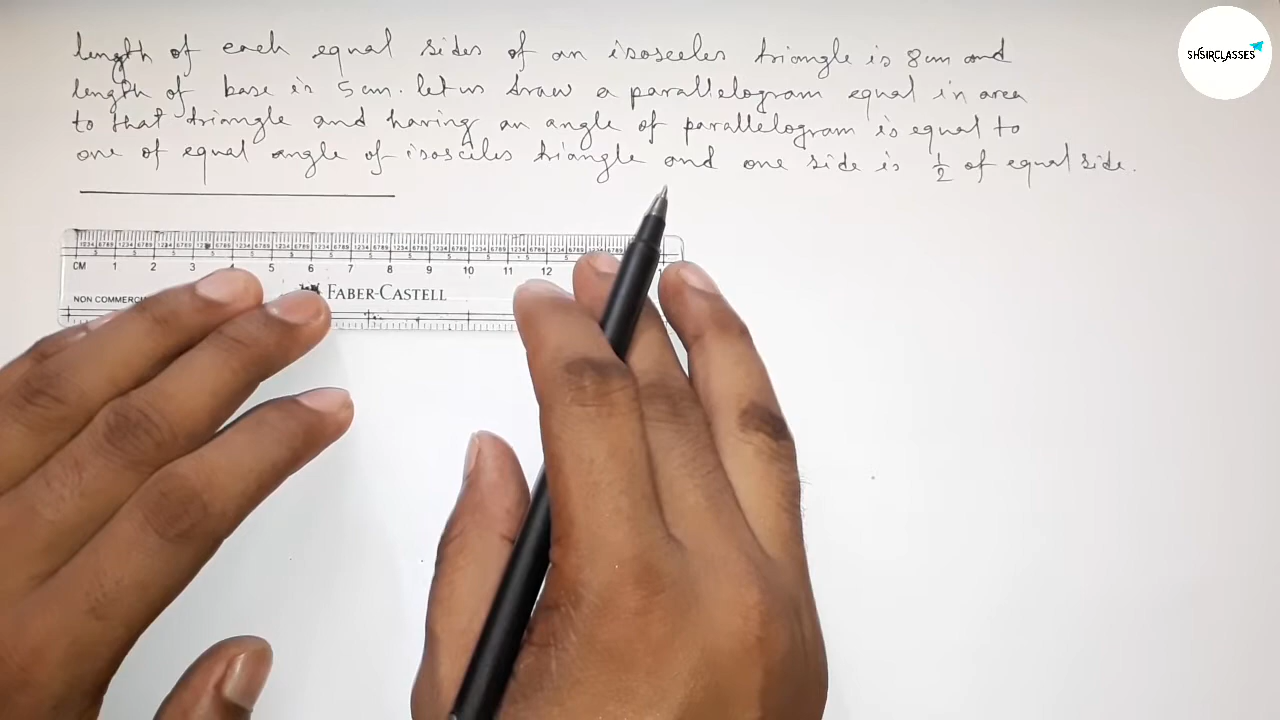 length of each equal sides of an isosceles triangle is 8cm and
length of base is 5cm. let us draw a parallelogram equal in area
to that triangle and having an angle of parallelogram is equal to
one of equal angle of isosciles triangle and one side is 1/2 of equal side.
SHSIRCLASSES
CM 1 2 3 4 5 6 7 8 9 10 11 12
NON COMMERCI
FABER-CASTELL